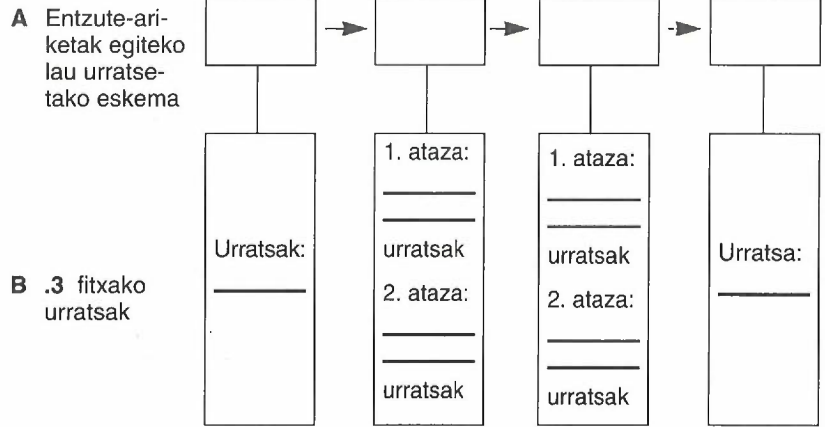 A Entzute-ari-
ketak egiteko
lau urratse-
tako eskema
B .3 fitxako
urratsak
Urratsak:
1. ataza:
urratsak
2. ataza:
urratsak
1. ataza:
urratsak
2. ataza:
urratsak
Urratsa: